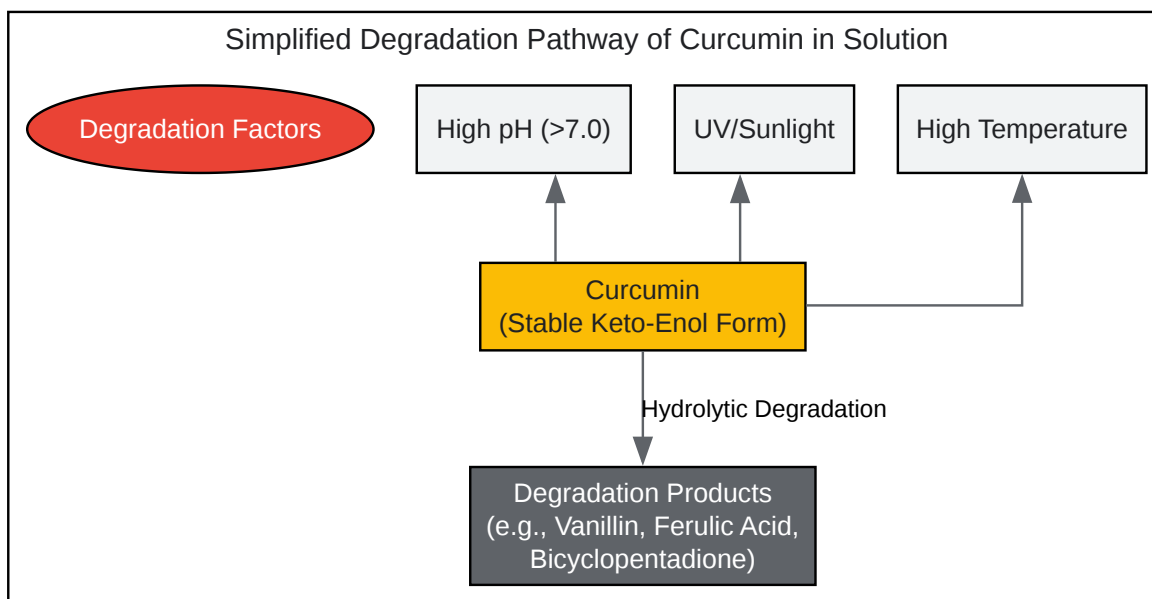 Simplified Degradation Pathway of Curcumin in Solution
Degradation Factors
High pH (>7.0)
UV/Sunlight
High Temperature
Curcumin
(Stable Keto-Enol Form)
Hydrolytic Degradation
Degradation Products
(e.g., Vanillin, Ferulic Acid,
Bicyclopentadione)